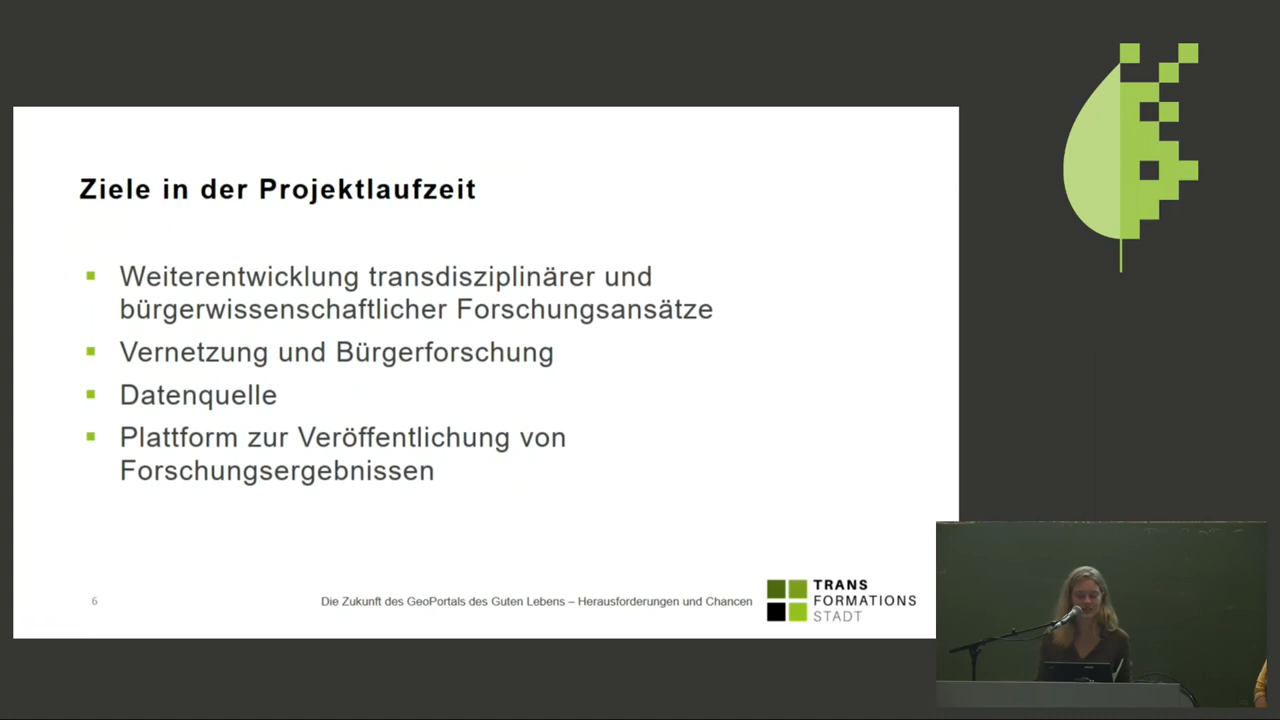 Ziele in der Projektlaufzeit
Weiterentwicklung transdisziplinärer und
bürgerwissenschaftlicher Forschungsansätze
Vernetzung und Bürgerforschung
Datenquelle
Plattform zur Veröffentlichung von
Forschungsergebnissen
6
Die Zukunft des GeoPortals des Guten Lebens – Herausforderungen und Chancen
TRANS
FORMATIONS
STADT